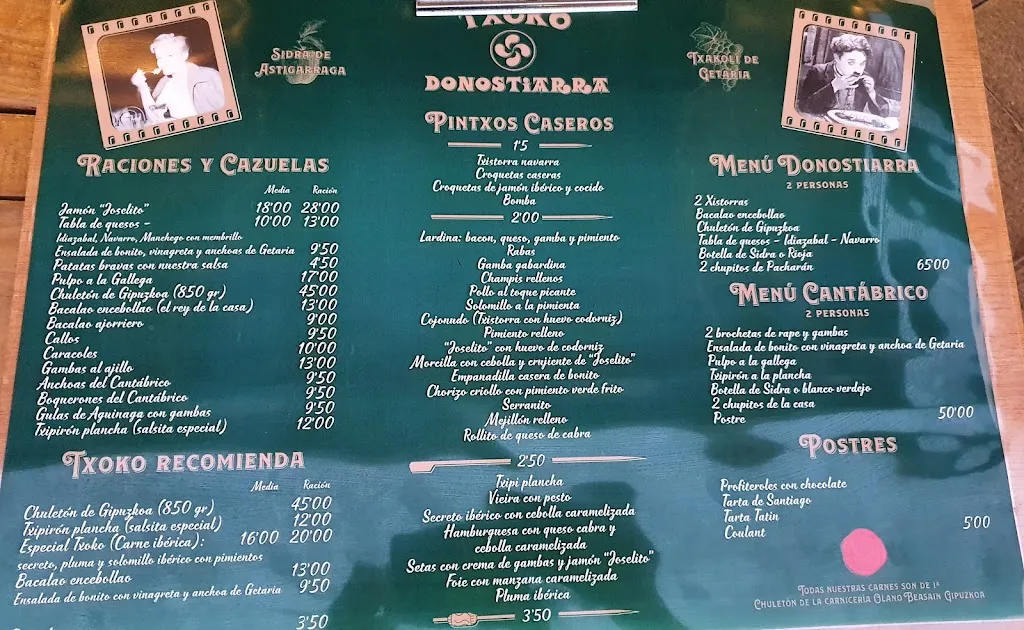 TXOKO
DONOSTIARRA
SIDRA DE
ASTIGARRAGA
TXAKOLI DE
GETARIA
RACIONES Y CAZUELAS
Media Ración
Jamón "Joselito" 18'00 28'00
Tabla de quesos - 10'00 13'00
Idiazabal, Navarro, Manchego con membrillo
Ensalada de bonito, vinagreta y anchoas de Getaria 9'50
Patatas bravas con nuestra salsa 4'50
Pulpo a la Gallega 17'00
Chuletón de Gipuzkoa (850 gr) 45'00
Bacalao encebollao (el rey de la casa) 13'00
Bacalao ajorriero 9'00
Callos 9'50
Caracoles 10'00
Gambas al ajillo 13'00
Anchoas del Cantábrico 9'50
Boquerones del Cantábrico 9'50
Gulas de Aguinaga con gambas 9'50
Txipirón plancha (salsita especial) 12'00
TXOKO RECOMIENDA
Media Ración
Chuletón de Gipuzkoa (850 gr) 45'00
Txipirón plancha (salsita especial) 12'00
Especial Txoko (Carne ibérica): 16'00 20'00
secreto, pluma y solomillo ibérico con pimientos
Bacalao encebollao 13'00
Ensalada de bonito con vinagreta y anchoas de Getaria 9'50
3'50
PINTXOS CASEROS
1'5
Txistorra navarra
Croquetas caseras
Croquetas de jamón ibérico y cocido
Bomba
2'00
Lardina: bacon, queso, gamba y pimiento
Rabas
Gamba gabardina
Champis rellenos
Pollo al toque picante
Solomillo a la pimienta
Cojonudo (Txistorra con huevo codorniz)
Pimiento relleno
"Joselito" con huevo de codorniz
Morcilla con cebolla y crujiente de "Joselito"
Empanadilla casera de bonito
Chorizo criollo con pimiento verde frito
Serranito
Mejillón relleno
Rollito de queso de cabra
2'50
Txipi plancha
Vieira con pesto
Secreto ibérico con cebolla caramelizada
Hamburguesa con queso cabra y
cebolla caramelizada
Setas con crema de gambas y jamón "Joselito"
Foie con manzana caramelizada
Pluma ibérica
3'50
MENÚ DONOSTIARRA
2 PERSONAS
2 Xistorras
Bacalao encebollao
Chuletón de Gipuzkoa
Tabla de quesos - Idiazabal - Navarro
Botella de Sidra o Rioja
2 chupitos de Pacharán 65'00
MENÚ CANTÁBRICO
2 PERSONAS
2 brochetas de rape y gambas
Ensalada de bonito con vinagreta y anchoa de Getaria
Pulpo a la gallega
Txipirón a la plancha
Botella de Sidra o blanco verdejo
2 chupitos de la casa
Postre 50'00
POSTRES
Profiteroles con chocolate
Tarta de Santiago
Tarta Tatin
Coulant 5'00
TODAS NUESTRAS CARNES SON DE 1ª
CHULETÓN DE LA CARNICERÍA OLANO BEASAIN GIPUZKOA